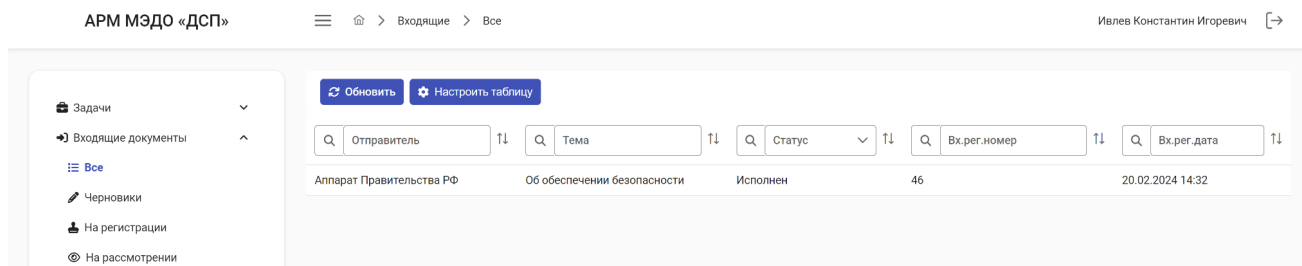 АРМ МЭДО «ДСП»
Входящие > Все
Ивлев Константин Игоревич
Задачи
Входящие документы
Все
Черновики
На регистрации
На рассмотрении
Обновить
Настроить таблицу
Отправитель Тема Статус Вх.рег.номер Вх.рег.дата
Аппарат Правительства РФ Об обеспечении безопасности Исполнен 46 20.02.2024 14:32